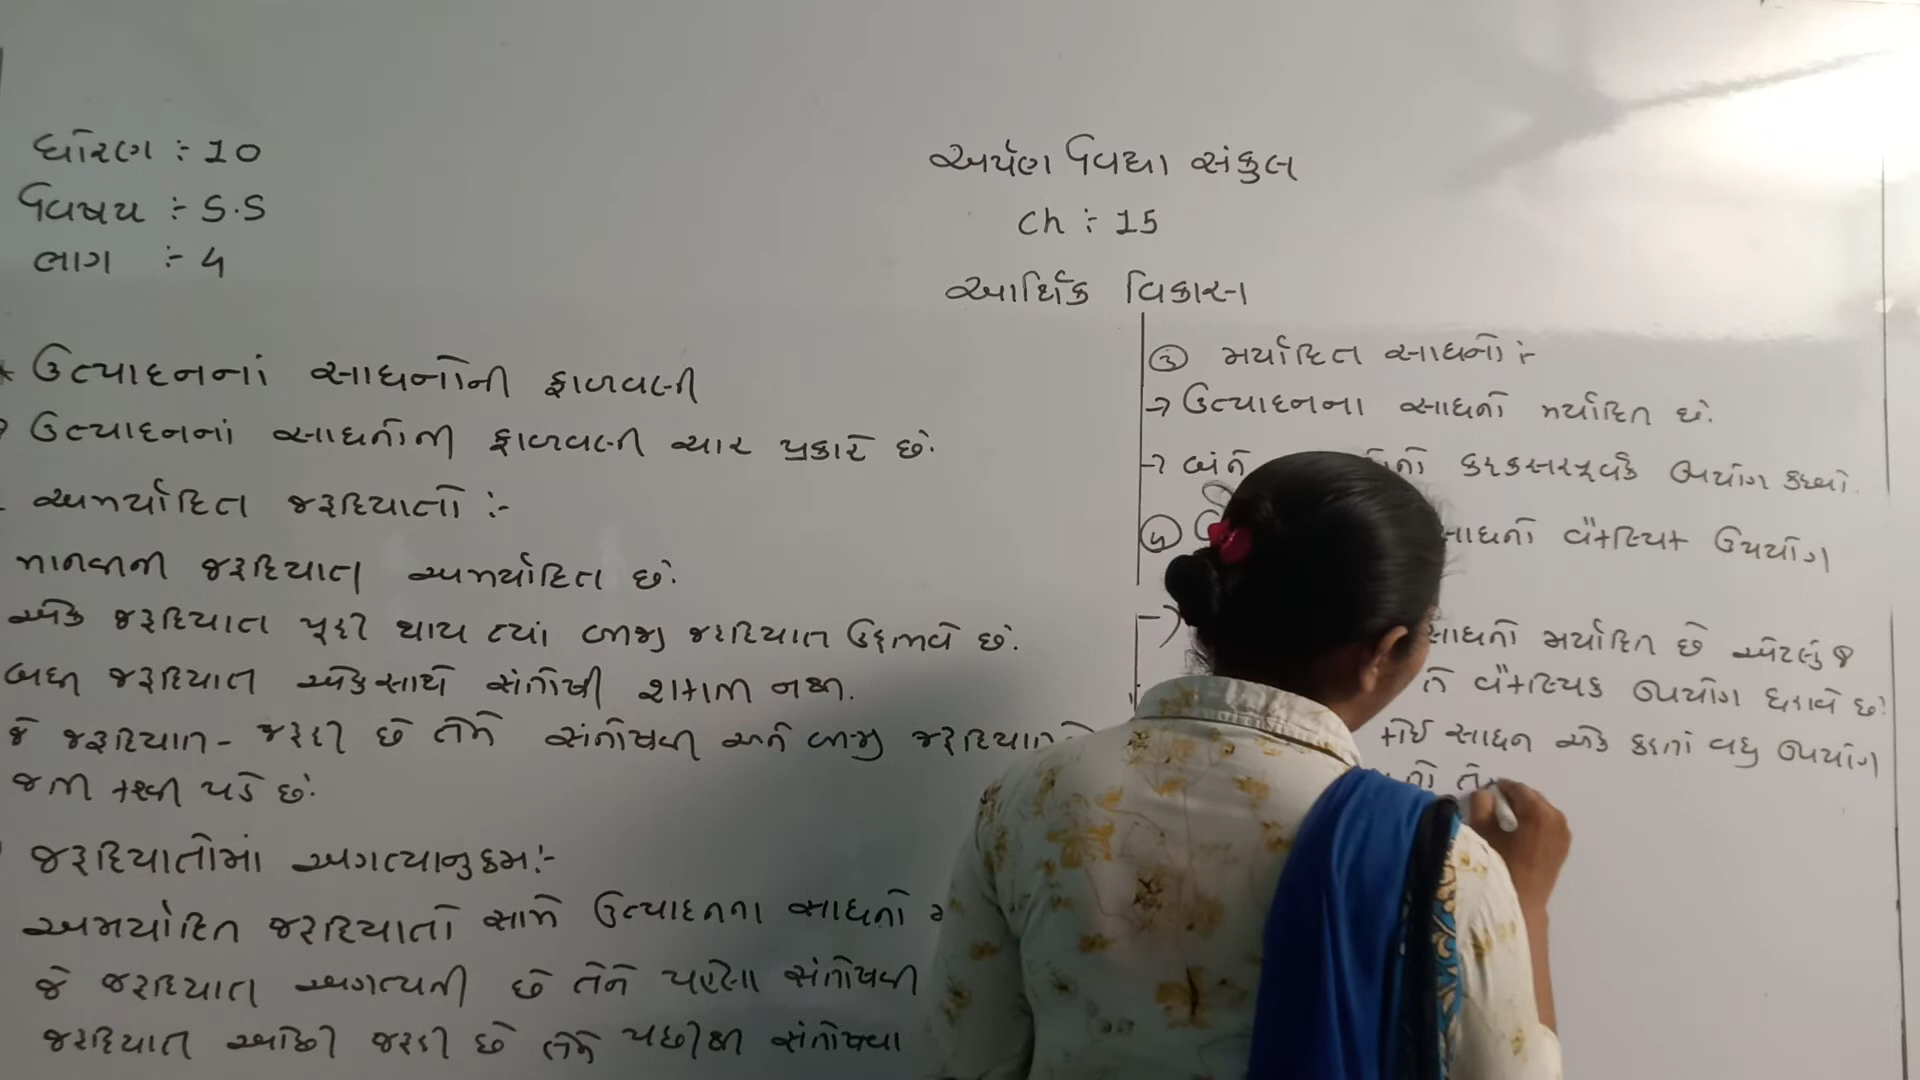 ધોરણ :- 10
વિષય :- S.S
ભાગ :- 4
અર્પણ વિદ્યા સંકુલ
Ch :- 15
આર્થિક વિકાસ
* ઉત્પાદનનાં સાધનોની ફાળવણી
ઉત્પાદનનાં સાધનોની ફાળવણી ચાર પ્રકારે છે.
અમર્યાદિત જરૂરિયાતો :-
માનવની જરૂરિયાત અમર્યાદિત છે.
એક જરૂરિયાત પૂરી થાય ત્યાં બીજી જરૂરિયાત ઉદ્દભવે છે.
બધી જરૂરિયાત એકસાથે સંતોષી શકાતી નથી.
જે જરૂરિયાત જરૂરી છે તેને સંતોષવી અને બીજી
જતી કરવી પડે છે.
જરૂરિયાતોમાં અગત્યાનુક્રમ :-
અમર્યાદિત જરૂરિયાતો સામે ઉત્પાદનના સાધનો
જે જરૂરિયાત અગત્યની છે તેને પહેલા સંતોષવી
જરૂરિયાત ઓછી જરૂરી છે તેને પછીથી સંતોષવા
③ મર્યાદિત સાધનો :-
→ ઉત્પાદનના સાધનો મર્યાદિત છે.
→ કરકસરપૂર્વક ઉપયોગ કરવો.
④ સાધનો વૈકલ્પિક ઉપયોગ
→ સાધનો મર્યાદિત છે એટલું જ
વૈકલ્પિક ઉપયોગ ધરાવે છે.
કોઈ સાધન એક કરતાં વધુ ઉપયોગ